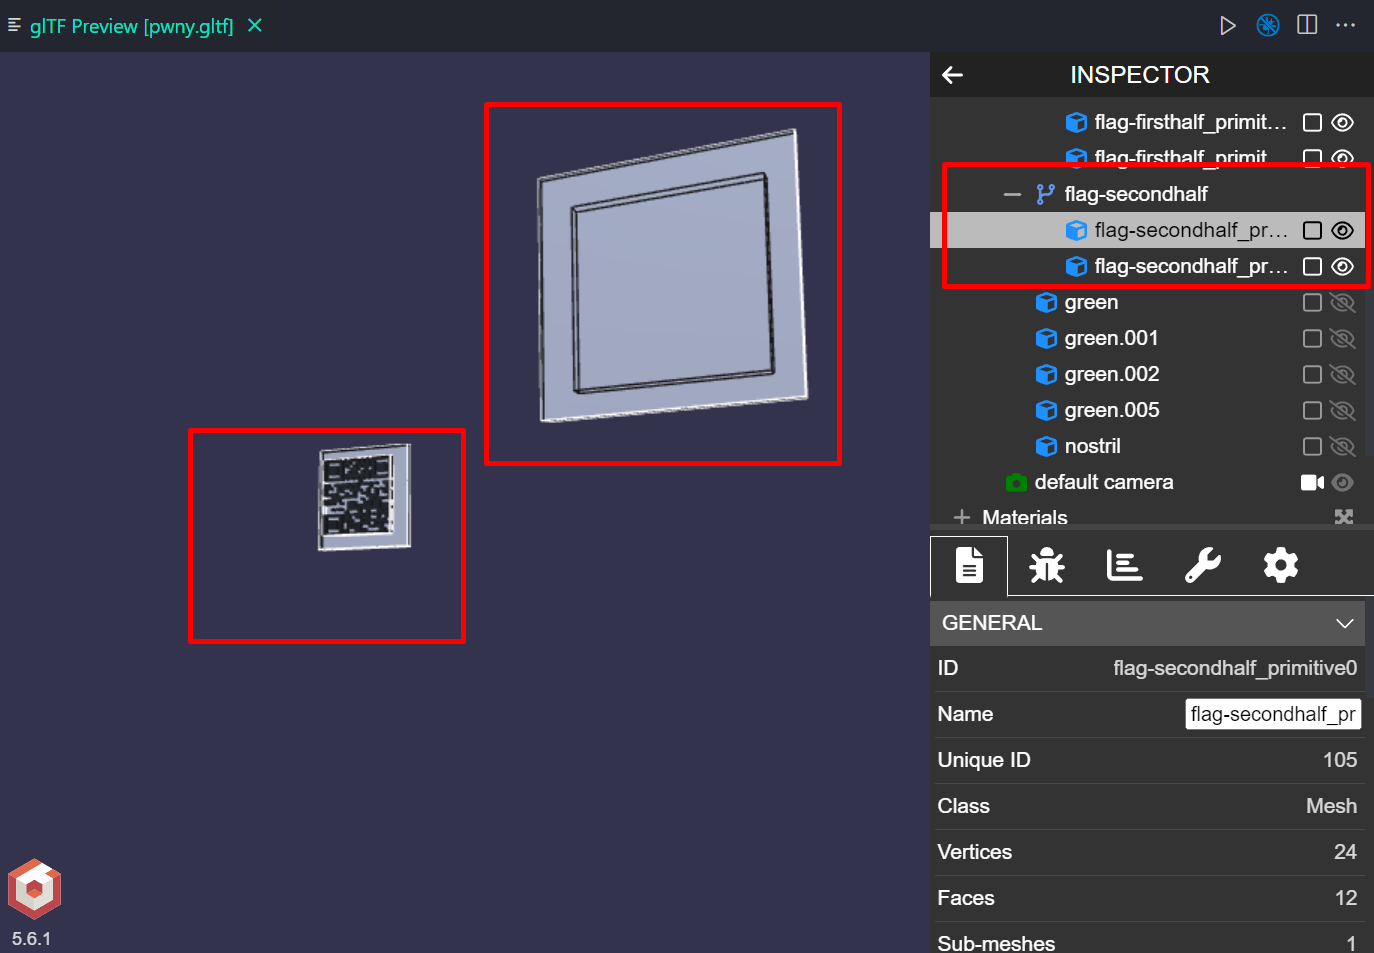 glTF Preview [pwny.gltf]
INSPECTOR
flag-firsthalf_primit...
flag-firsthalf_primit
flag-secondhalf
flag-secondhalf_pr...
flag-secondhalf_pr...
green
green.001
green.002
green.005
nostril
default camera
Materials
GENERAL
ID flag-secondhalf_primitive0
Name flag-secondhalf_pr
Unique ID 105
Class Mesh
Vertices 24
Faces 12
Sub-meshes 1
5.6.1